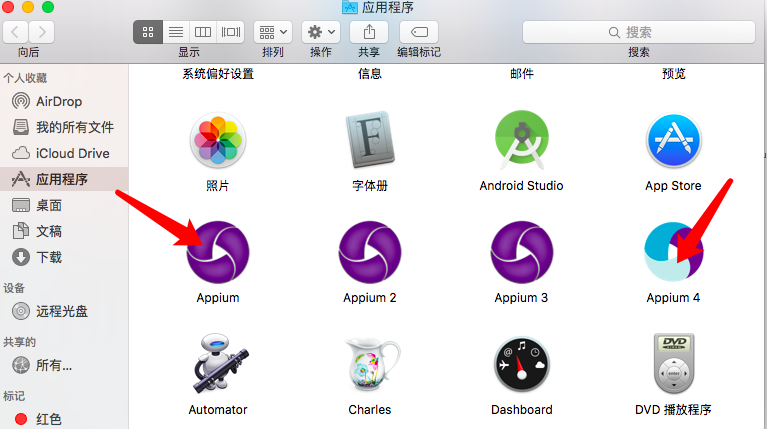 应用程序
向后
显示
排列
操作
共享
编辑标记
搜索
搜索
个人收藏
AirDrop
我的所有文件
iCloud Drive
应用程序
桌面
文稿
下载
设备
远程光盘
共享的
所有...
标记
红色
系统偏好设置
信息
邮件
预览
照片
字体册
Android Studio
App Store
Appium
Appium 2
Appium 3
Appium 4
Automator
Charles
Dashboard
DVD
DVD 播放程序